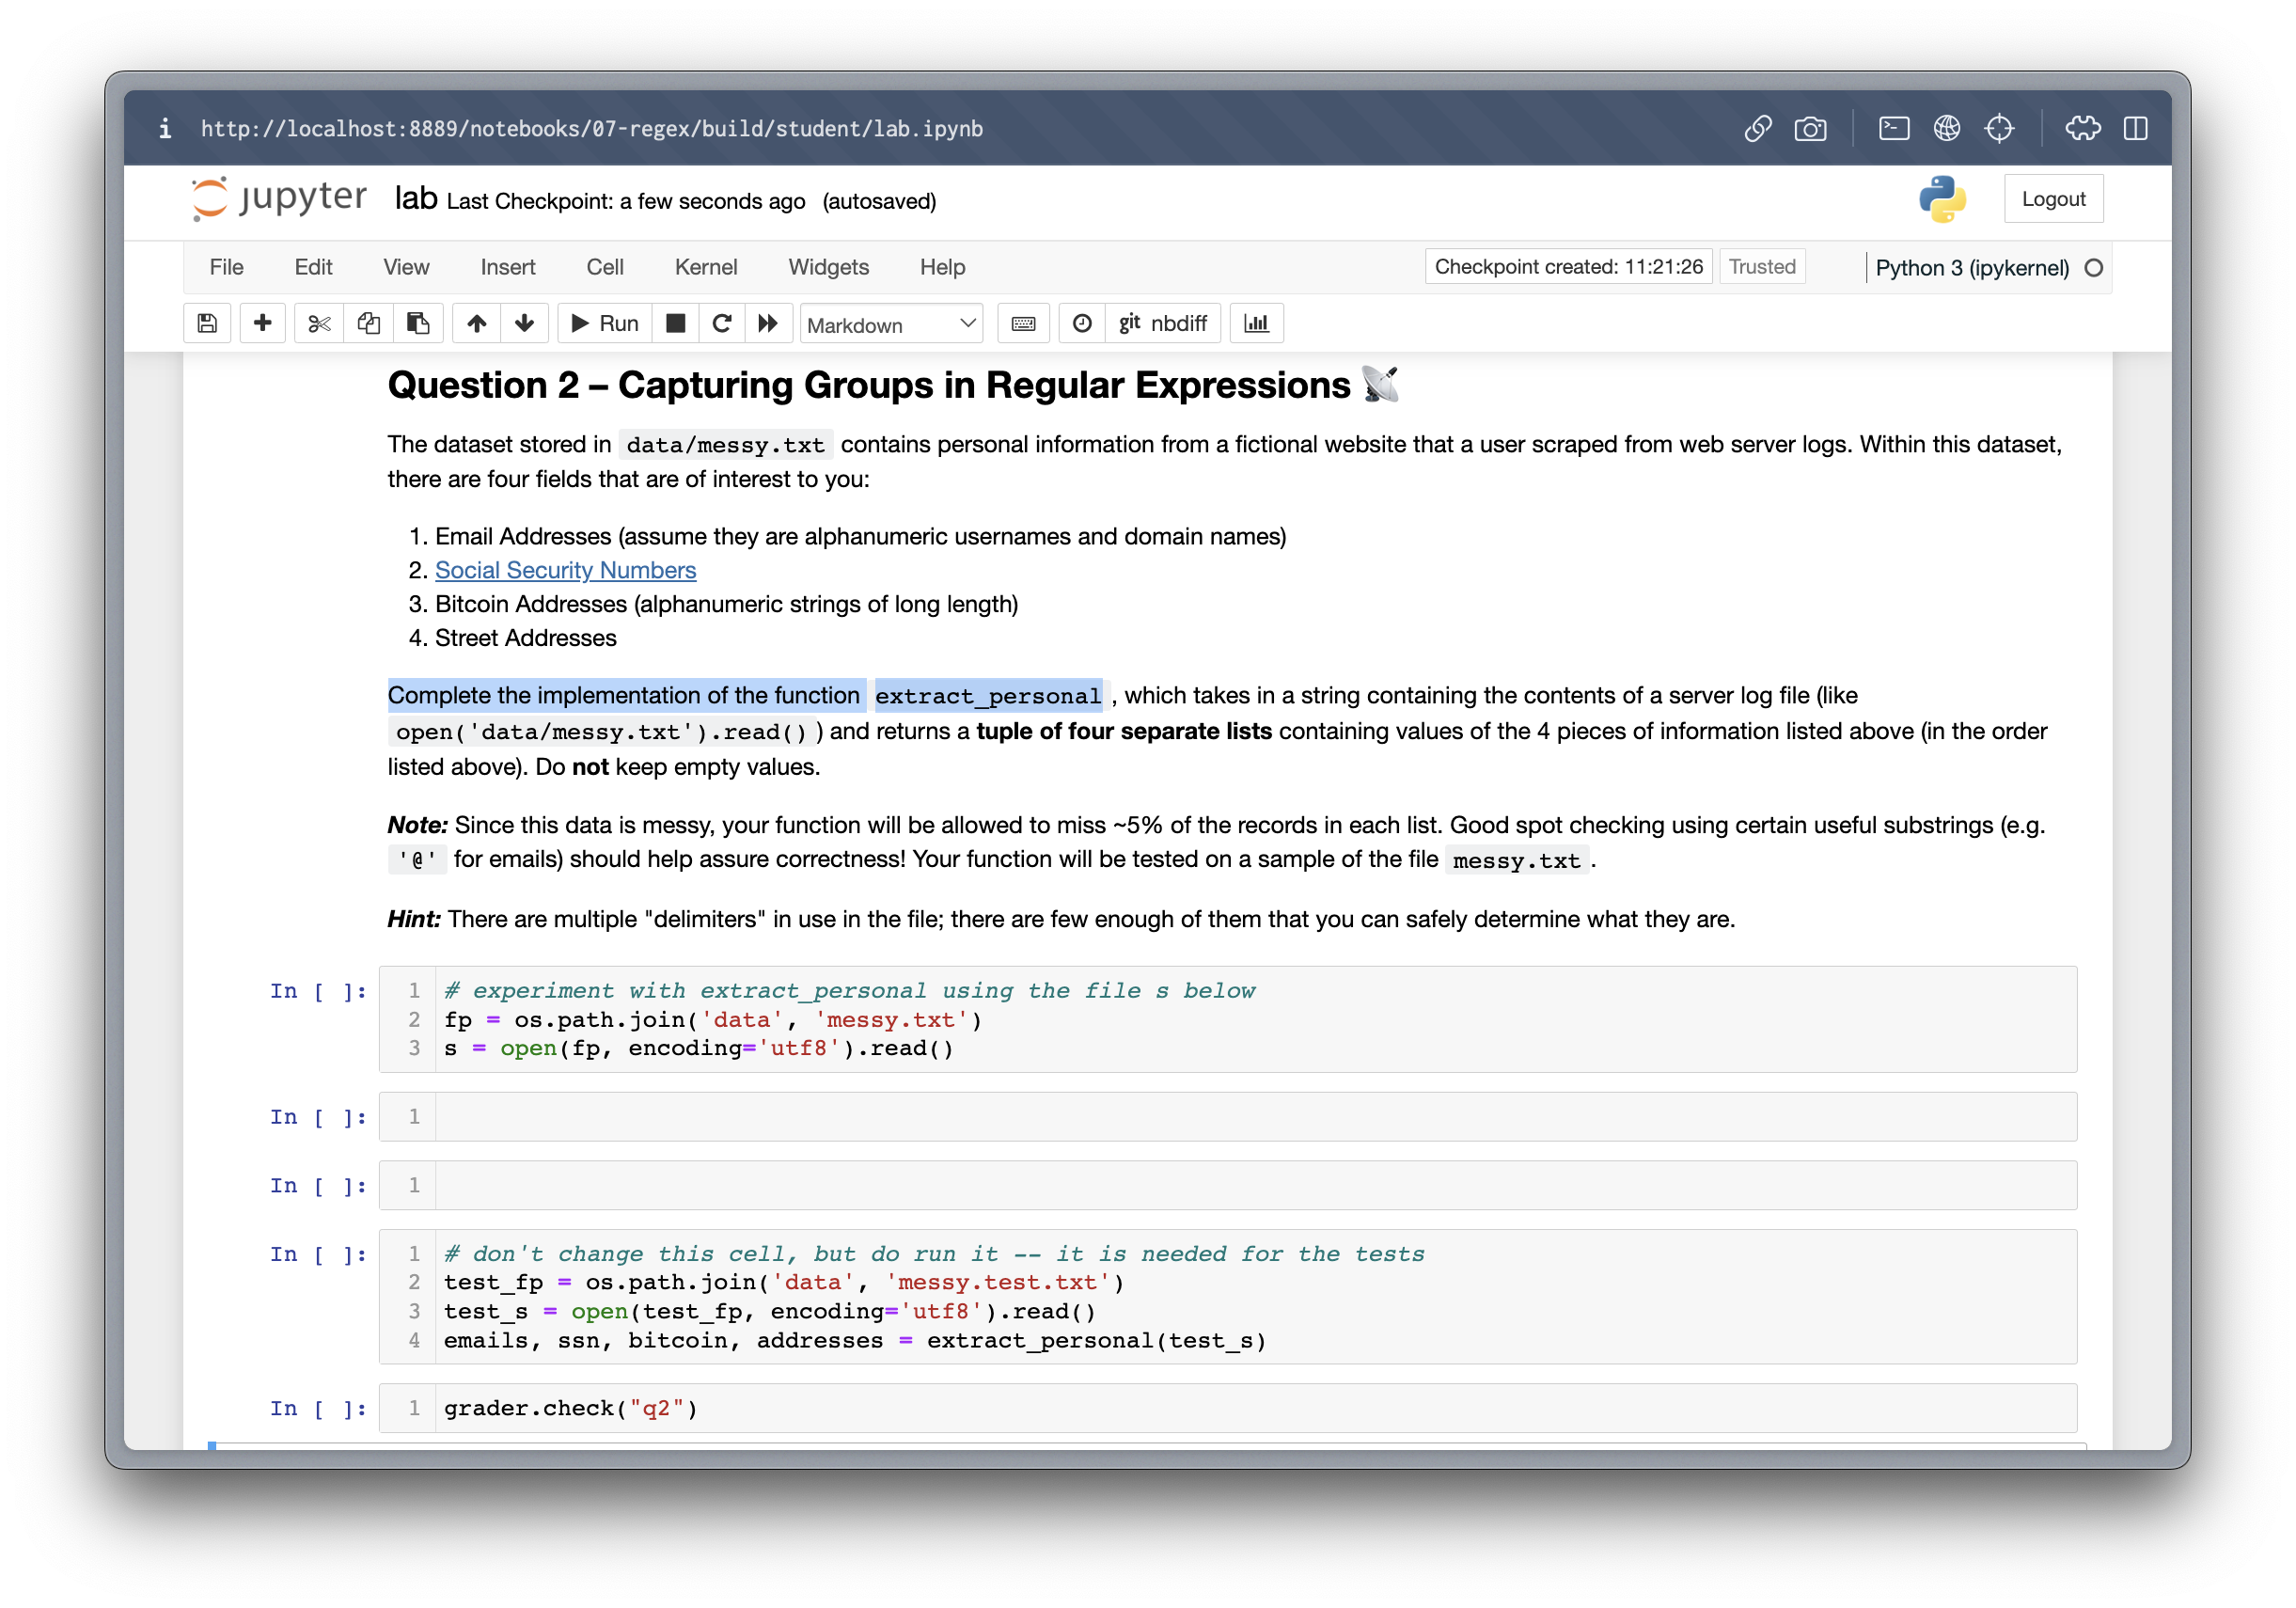 i http://localhost:8889/notebooks/07-regex/build/student/lab.ipynb
jupyter lab Last Checkpoint: a few seconds ago (autosaved) Logout
File Edit View Insert Cell Kernel Widgets Help Checkpoint created: 11:21:26 Trusted Python 3 (ipykernel)
Run Markdown git nbdiff
Question 2 – Capturing Groups in Regular Expressions 📡
The dataset stored in data/messy.txt contains personal information from a fictional website that a user scraped from web server logs. Within this dataset,
there are four fields that are of interest to you:
1. Email Addresses (assume they are alphanumeric usernames and domain names)
2. Social Security Numbers
3. Bitcoin Addresses (alphanumeric strings of long length)
4. Street Addresses
Complete the implementation of the function extract_personal, which takes in a string containing the contents of a server log file (like
open('data/messy.txt').read()) and returns a tuple of four separate lists containing values of the 4 pieces of information listed above (in the order
listed above). Do not keep empty values.
Note: Since this data is messy, your function will be allowed to miss ~5% of the records in each list. Good spot checking using certain useful substrings (e.g.
'@' for emails) should help assure correctness! Your function will be tested on a sample of the file messy.txt.
Hint: There are multiple "delimiters" in use in the file; there are few enough of them that you can safely determine what they are.
In [ ]: 1 # experiment with extract_personal using the file s below
2 fp = os.path.join('data', 'messy.txt')
3 s = open(fp, encoding='utf8').read()
In [ ]: 1
In [ ]: 1
In [ ]: 1 # don't change this cell, but do run it -- it is needed for the tests
2 test_fp = os.path.join('data', 'messy.test.txt')
3 test_s = open(test_fp, encoding='utf8').read()
4 emails, ssn, bitcoin, addresses = extract_personal(test_s)
In [ ]: 1 grader.check("q2")